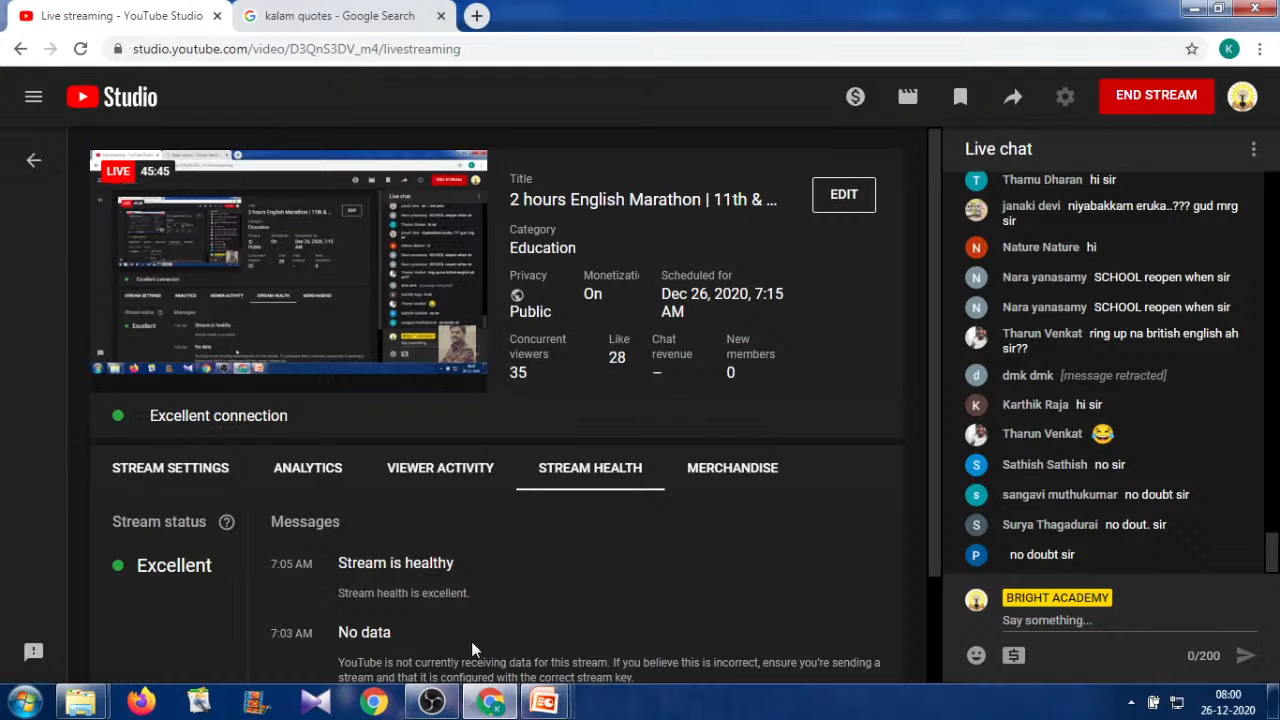 Live streaming - YouTube Studio
kalam quotes - Google Search
studio.youtube.com/video/D3QnS3DV_m4/livestreaming
K
Studio
END STREAM
LIVE 45:45
Title
2 hours English Marathon | 11th & ...
EDIT
Category
Education
Privacy
Public
Monetizati
On
Scheduled for
Dec 26, 2020, 7:15
AM
Concurrent
viewers
35
Like
28
Chat
revenue
–
New
members
0
Excellent connection
STREAM SETTINGS
ANALYTICS
VIEWER ACTIVITY
STREAM HEALTH
MERCHANDISE
Stream status
Excellent
Messages
7:05 AM Stream is healthy
Stream health is excellent.
7:03 AM No data
YouTube is not currently receiving data for this stream. If you believe this is incorrect, ensure you're sending a
stream and that it is configured with the correct stream key.
Live chat
T Thamu Dharan hi sir
janaki devi niyabakkam eruka..??? gud mrg
sir
N Nature Nature hi
N Nara yanasamy SCHOOL reopen when sir
N Nara yanasamy SCHOOL reopen when sir
Tharun Venkat ring up na british english ah
sir??
d dmk dmk [message retracted]
K Karthik Raja hi sir
Tharun Venkat 😂
S Sathish Sathish no sir
s sangavi muthukumar no doubt sir
S Surya Thagadurai no dout. sir
P no doubt sir
BRIGHT ACADEMY
Say something...
0/200
08:00
26-12-2020